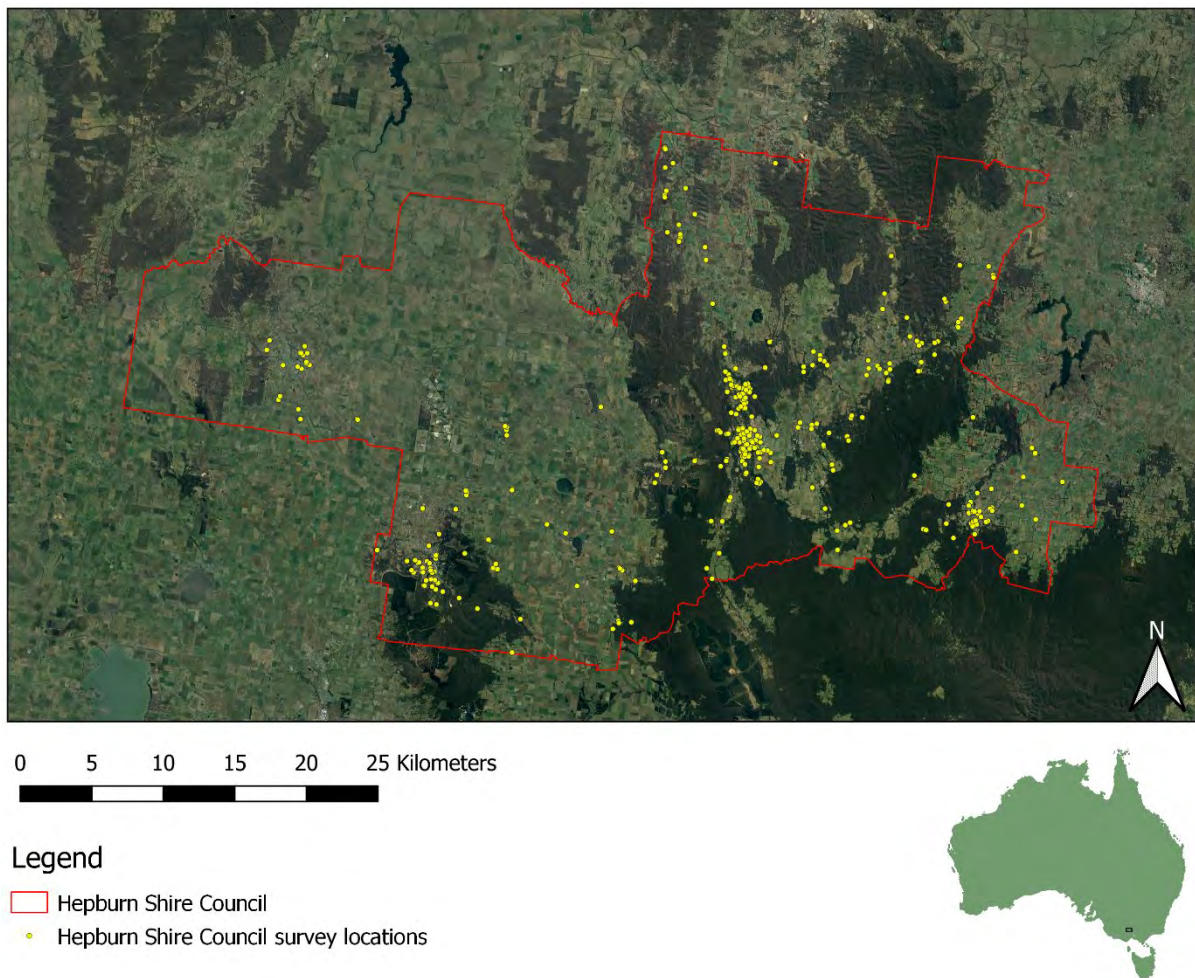 N
0 5 10 15 20 25 Kilometers
Legend
Hepburn Shire Council
Hepburn Shire Council survey locations